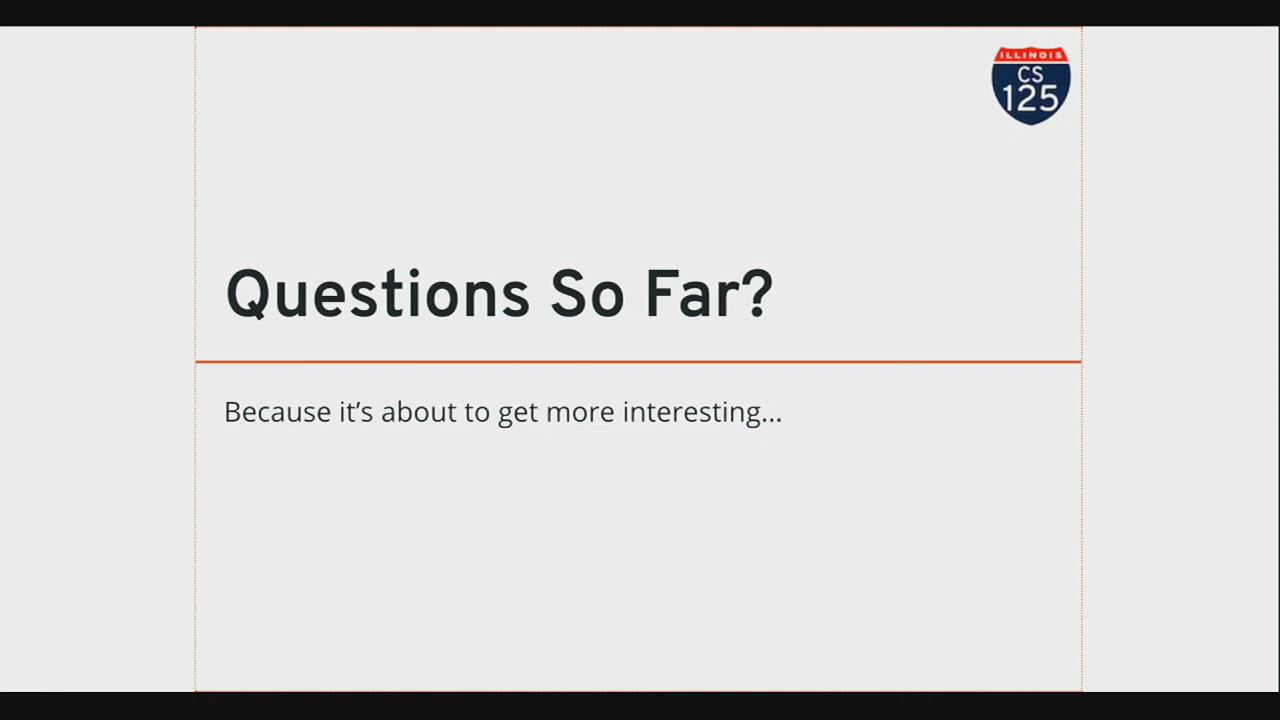 ILLINOIS
CS
125
Questions So Far?
Because it’s about to get more interesting...